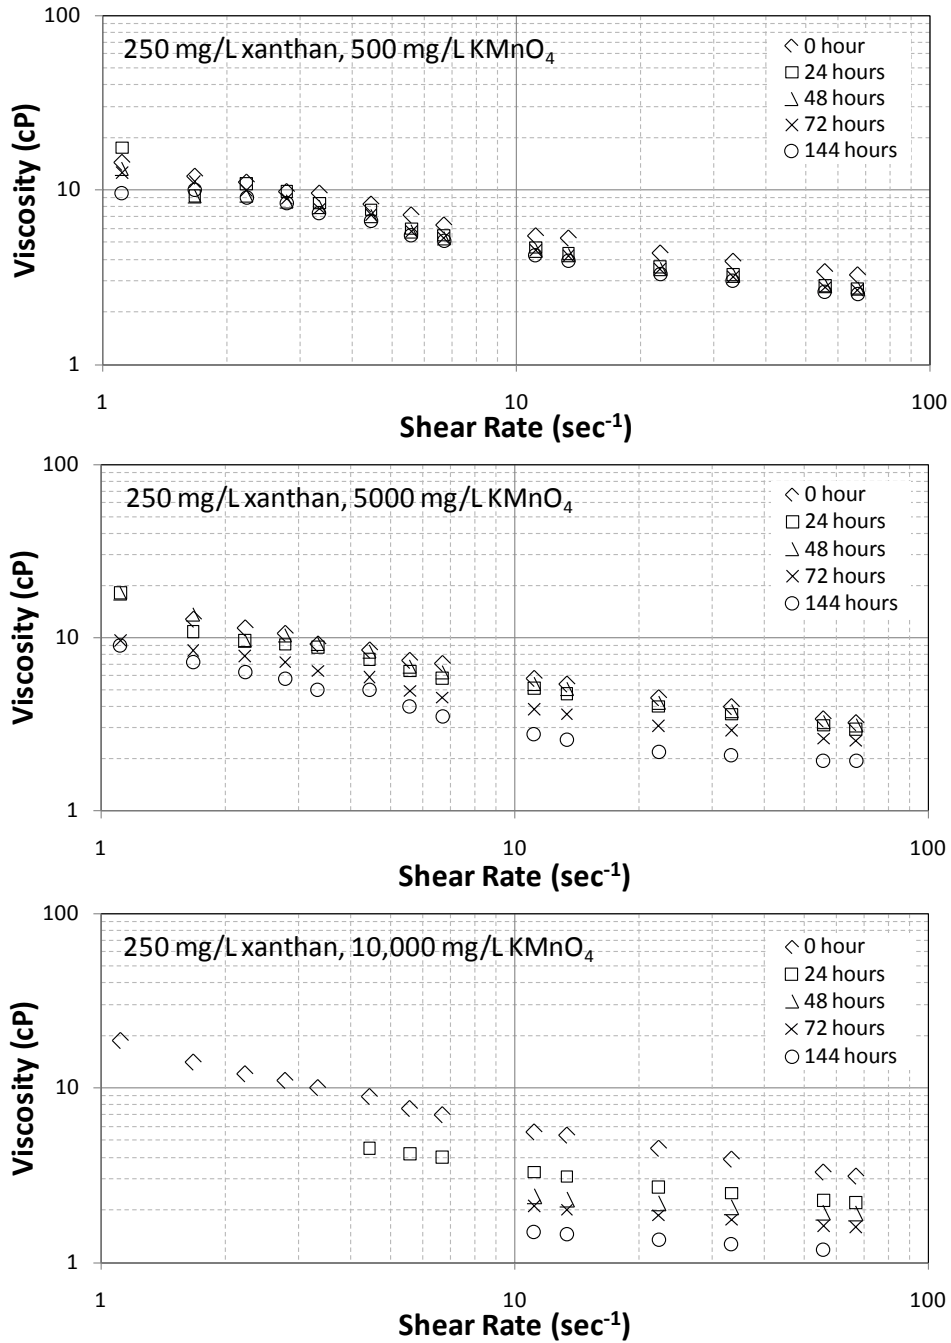 100
250 mg/L xanthan, 500 mg/L KMnO4
0 hour
24 hours
48 hours
72 hours
144 hours
10
1
Viscosity (cP)
1
10
100
Shear Rate (sec-1)
100
250 mg/L xanthan, 5000 mg/L KMnO4
0 hour
24 hours
48 hours
72 hours
144 hours
10
1
Viscosity (cP)
1
10
100
Shear Rate (sec-1)
100
250 mg/L xanthan, 10,000 mg/L KMnO4
0 hour
24 hours
48 hours
72 hours
144 hours
10
1
Viscosity (cP)
1
10
100
Shear Rate (sec-1)